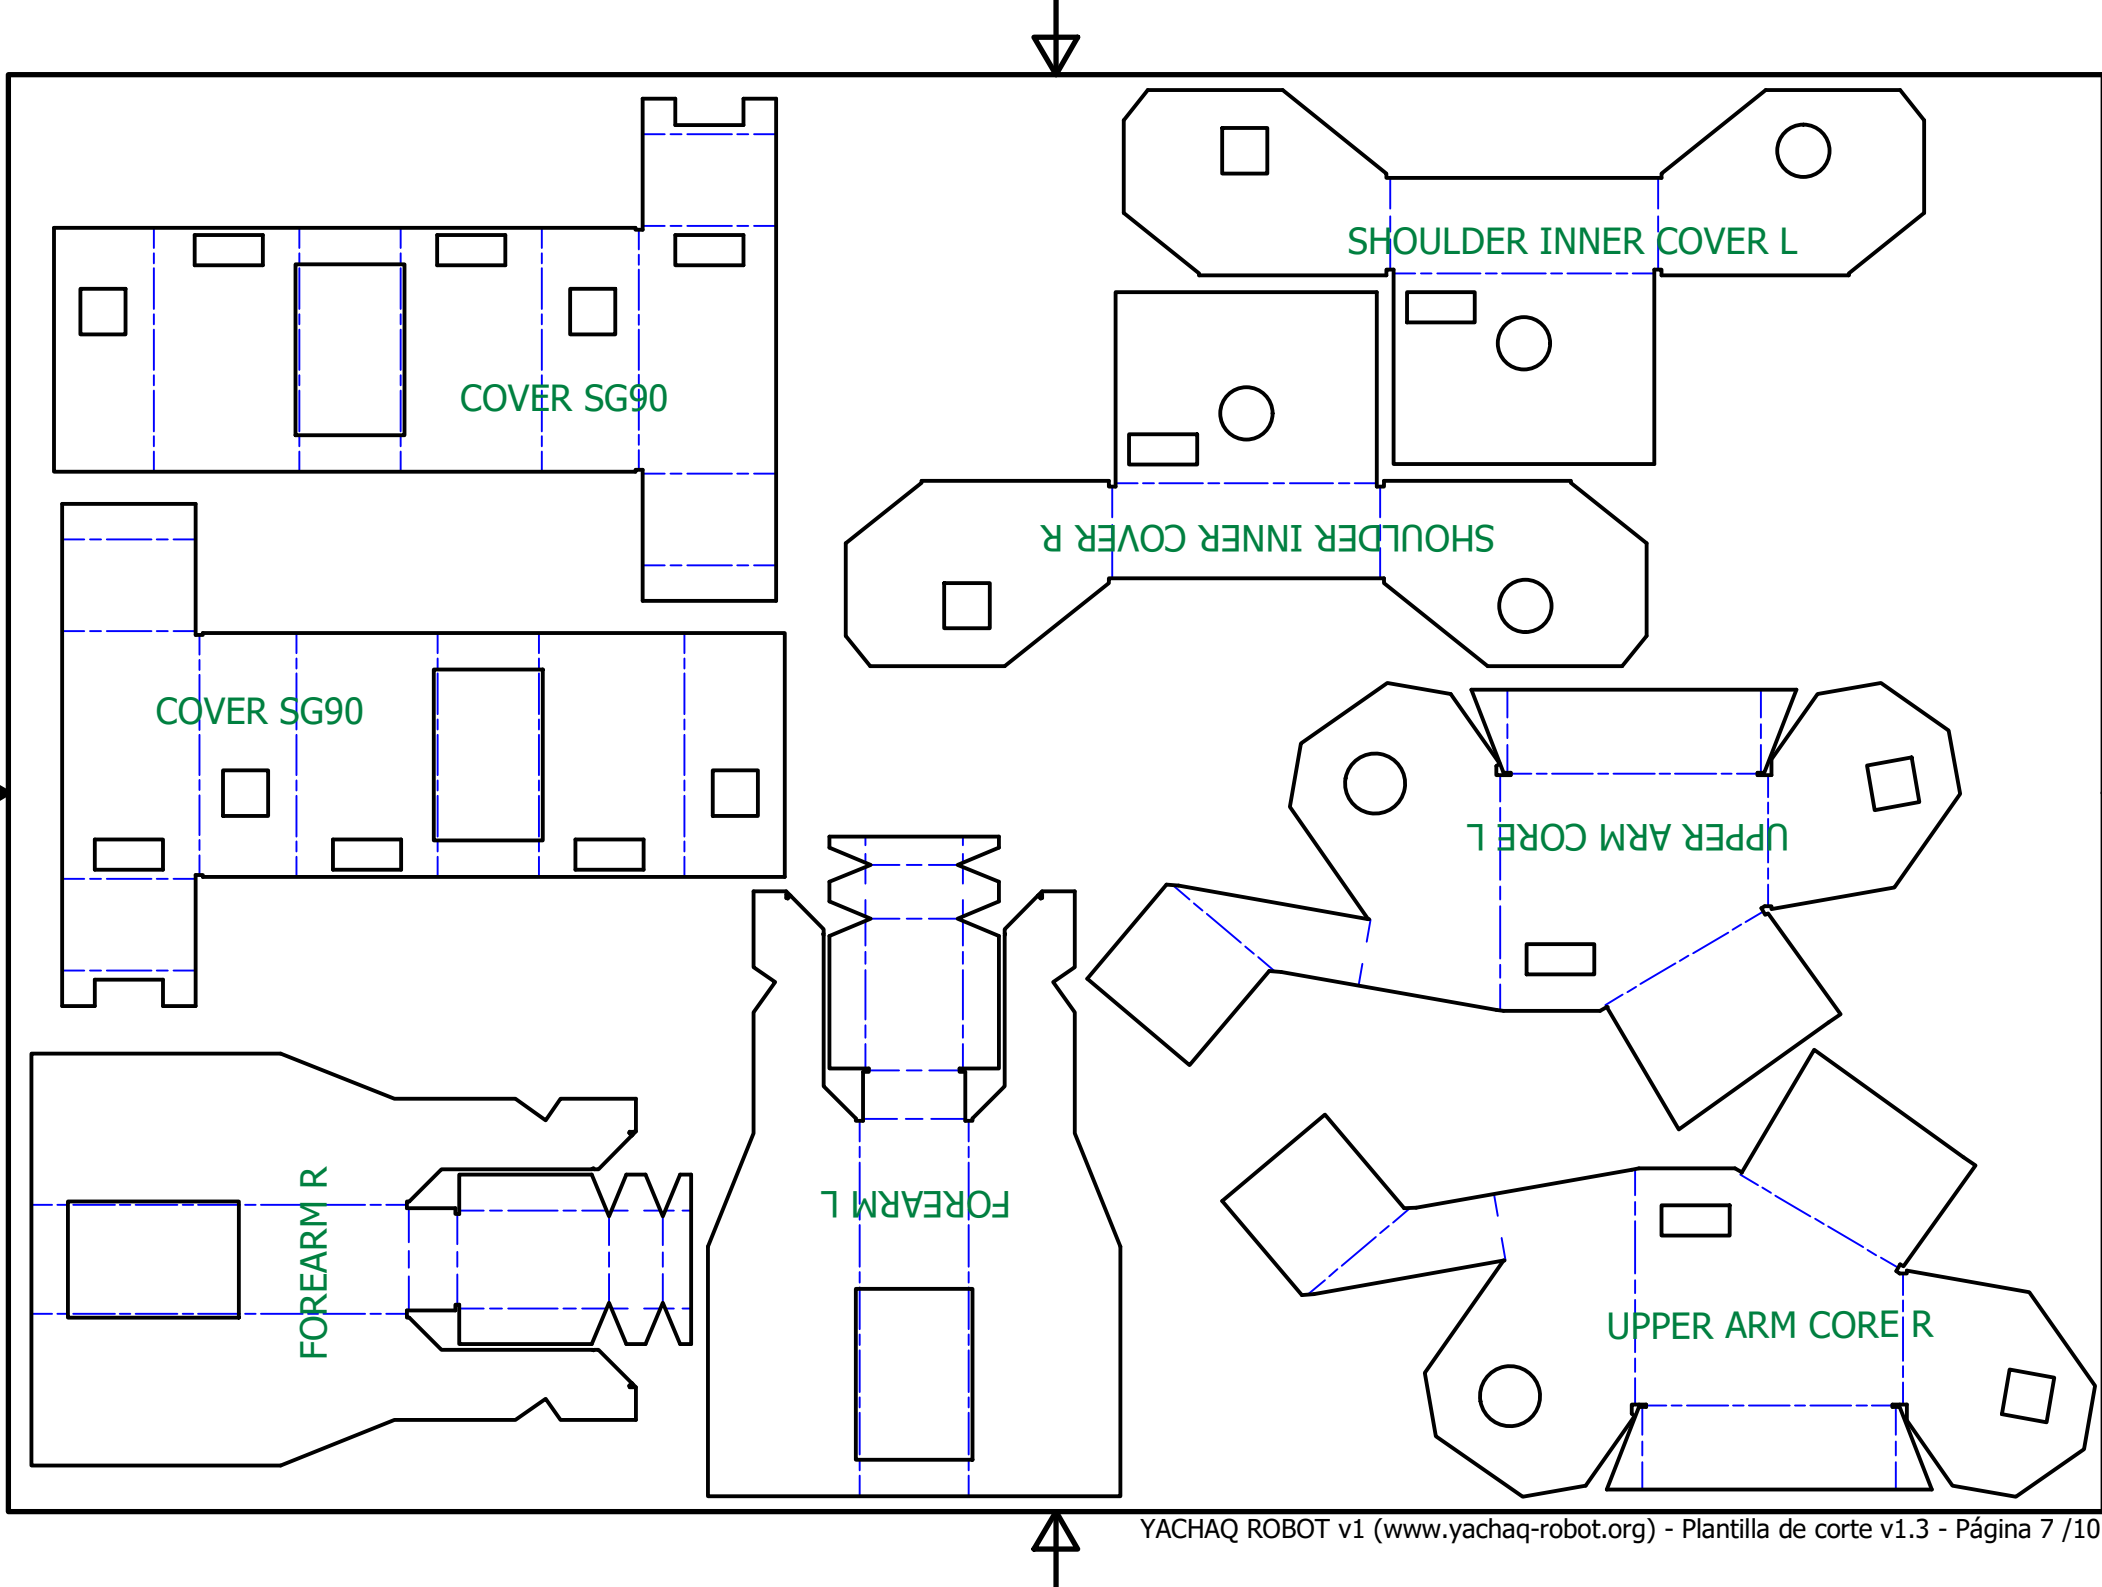 SHOULDER INNER COVER L
COVER SG90
SHOULDER INNER COVER R
COVER SG90
UPPER ARM CORE L
FOREARM L
FOREARM R
UPPER ARM CORE R
YACHAQ ROBOT v1 (www.yachaq-robot.org) - Plantilla de corte v1.3 - Página 7 /10